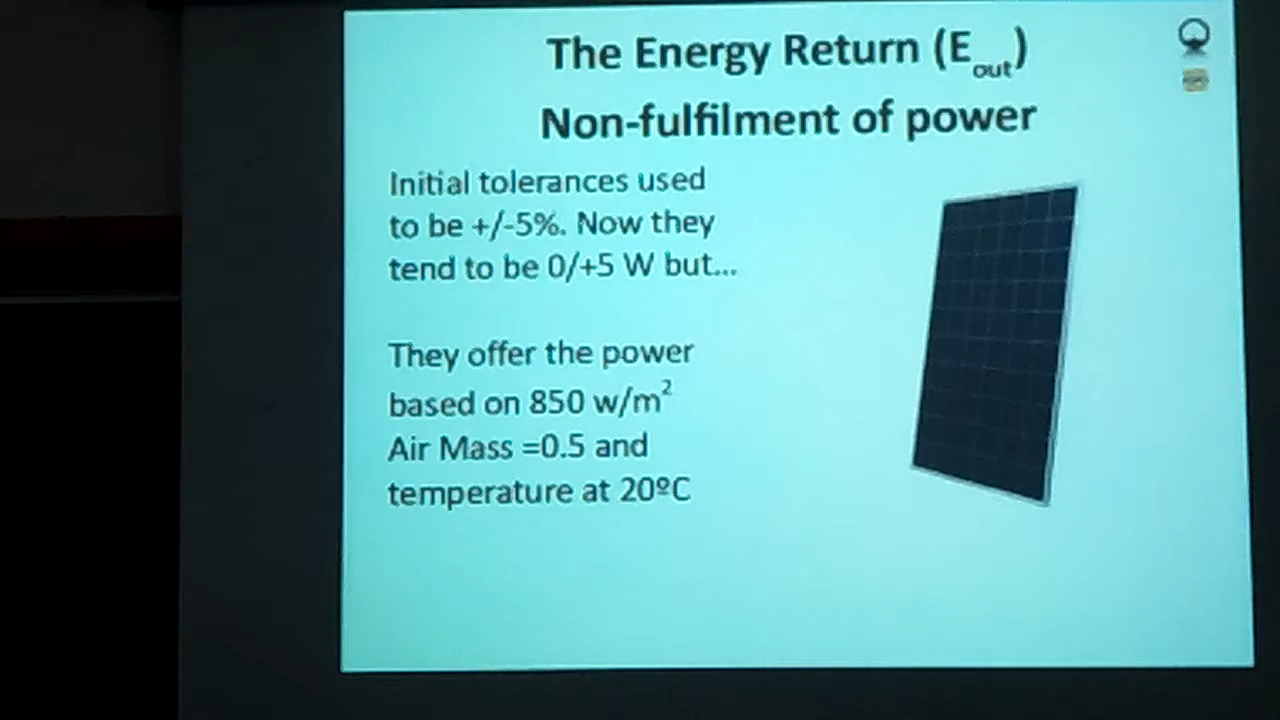 The Energy Return (Eout)
Non-fulfilment of power
Initial tolerances used
to be +/-5%. Now they
tend to be 0/+5 W but...
They offer the power
based on 850 w/m²
Air Mass =0.5 and
temperature at 20ºC